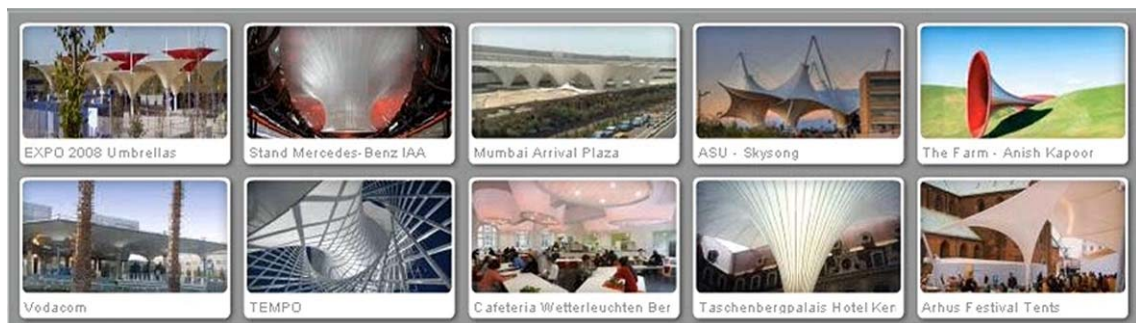 EXPO 2008 Umbrellas
Stand Mercedes-Benz IAA
Mumbai Arrival Plaza
ASU - Skysong
The Farm - Anish Kapoor
Vodacom
TEMPO
Cafeteria Wetterleuchten Ber
Taschenbergpalais Hotel Ken
Arhus Festival Tents